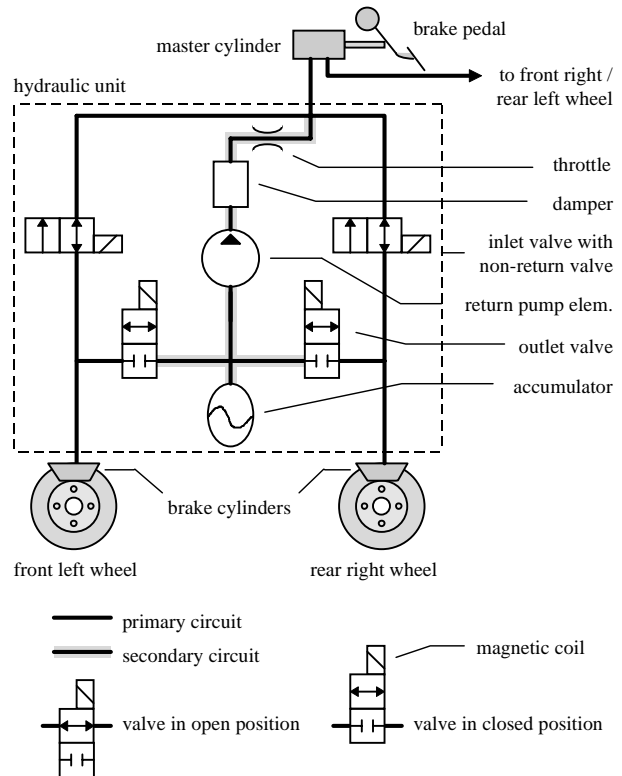 brake pedal
master cylinder
hydraulic unit
to front right /
rear left wheel
throttle
damper
inlet valve with
non-return valve
return pump elem.
outlet valve
accumulator
brake cylinders
front left wheel
rear right wheel
primary circuit
secondary circuit
magnetic coil
valve in open position
valve in closed position